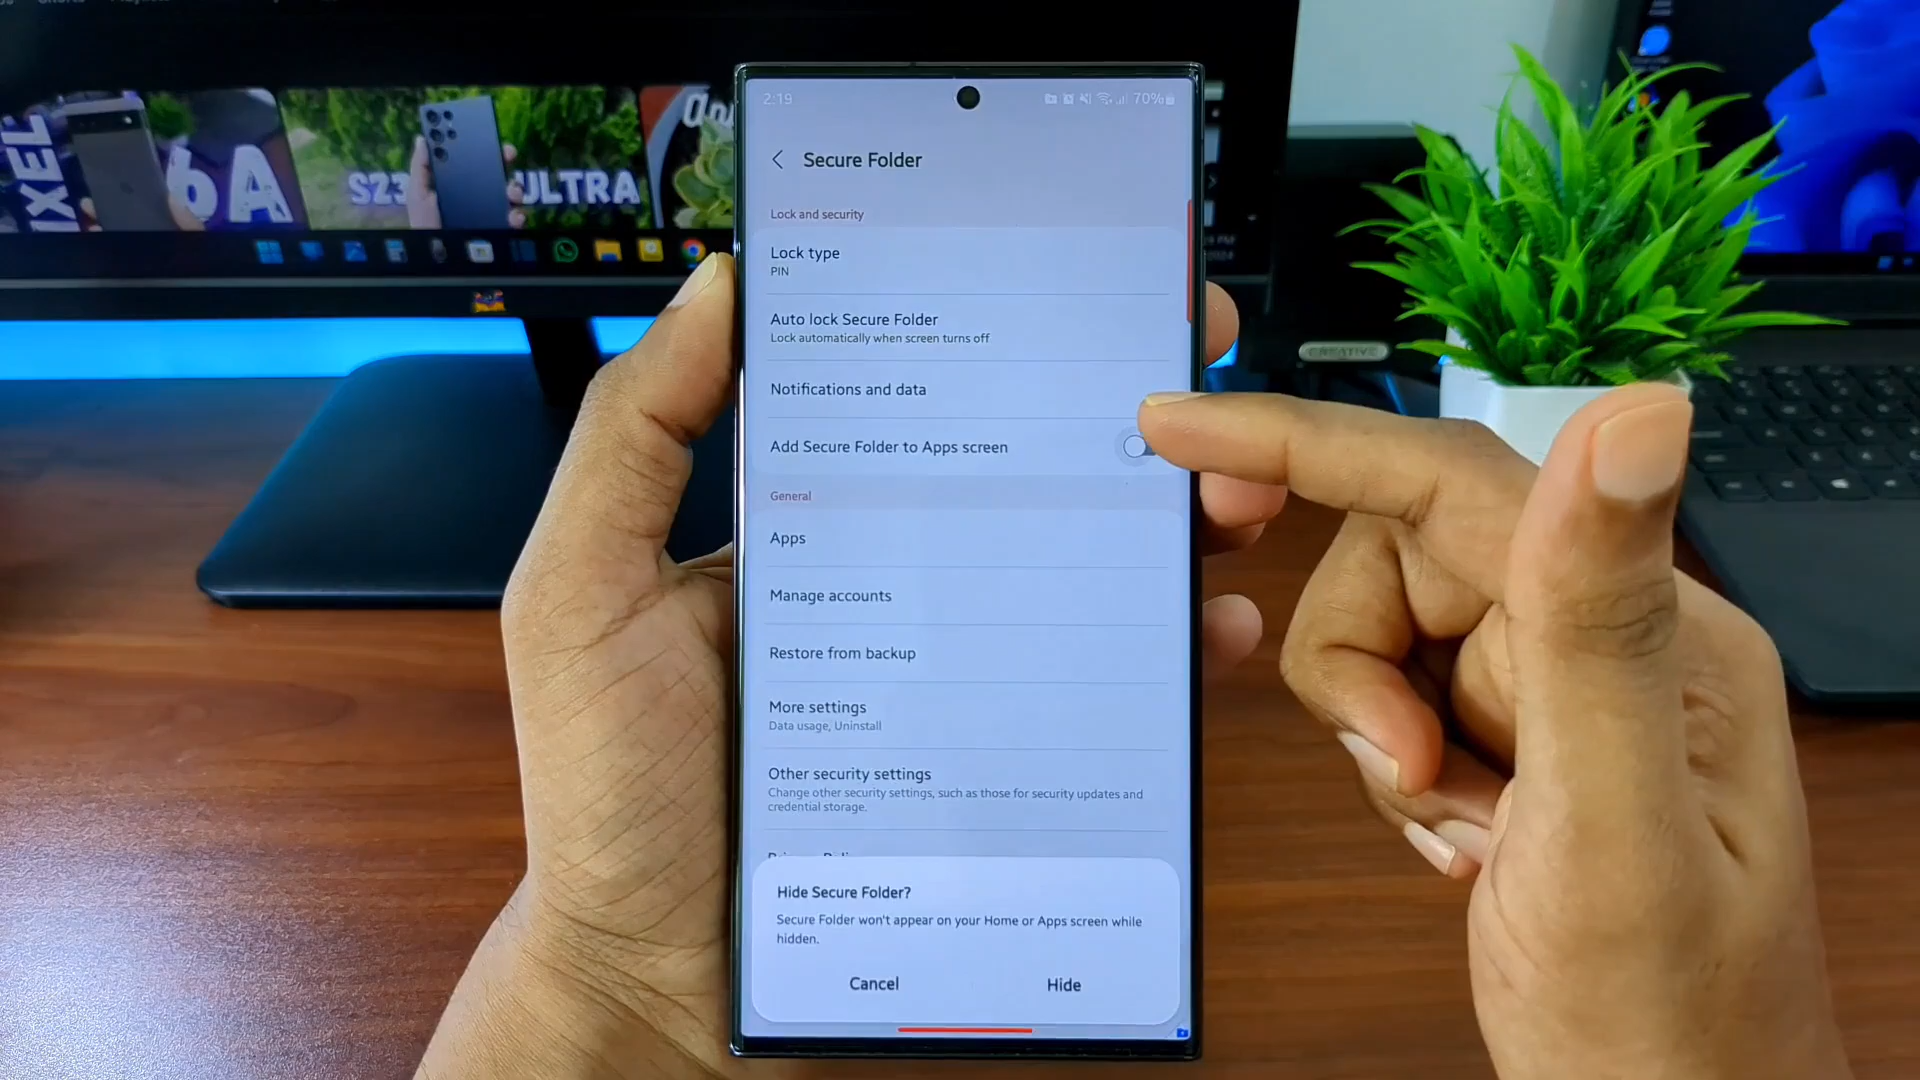 IXEL
6A
S23
ULTRA
2:19
70%
Secure Folder
Lock and security
Lock type
PIN
Auto lock Secure Folder
Lock automatically when screen turns off
Notifications and data
Add Secure Folder to Apps screen
General
Apps
Manage accounts
Restore from backup
More settings
Data usage, Uninstall
Other security settings
Change other security settings, such as those for security updates and
credential storage.
Hide Secure Folder?
Secure Folder won't appear on your Home or Apps screen while
hidden.
Cancel
Hide
CREATIVE